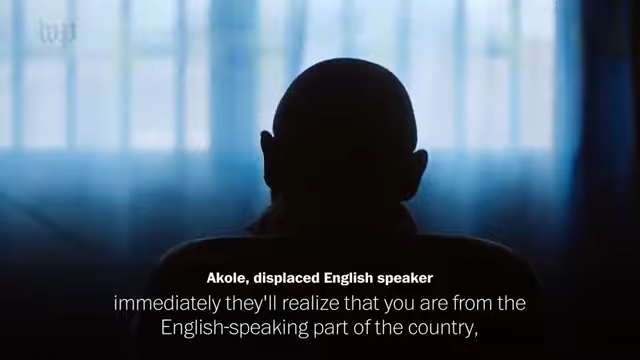 wp
Akole, displaced English speaker
immediately they'll realize that you are from the
English-speaking part of the country,